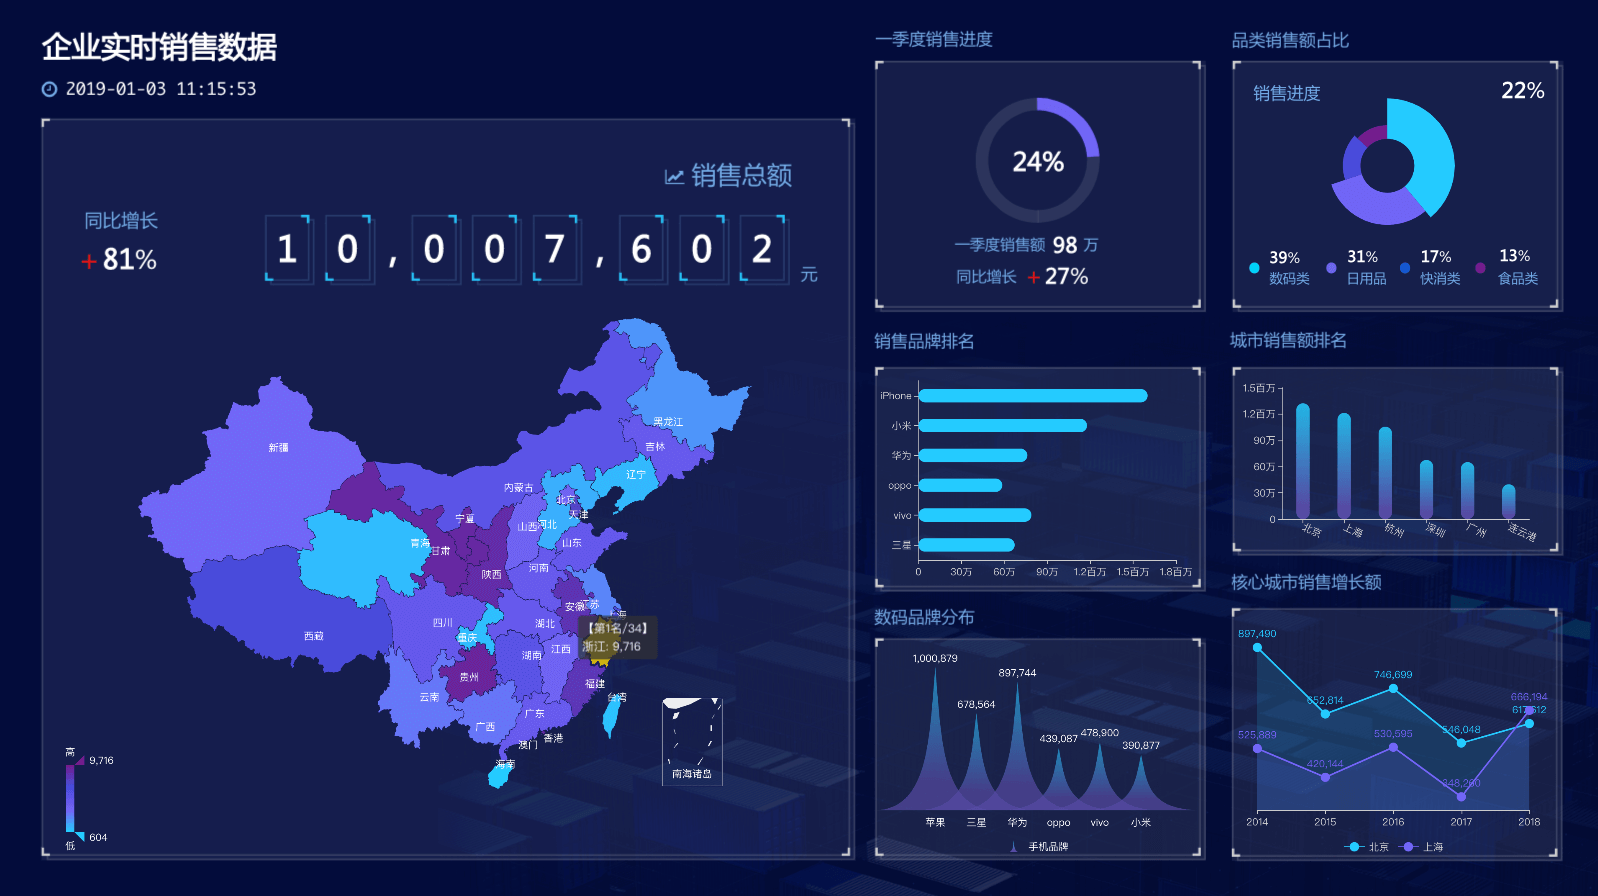 企业实时销售数据
2019-01-03 11:15:53
销售总额
同比增长
+ 81%
10,007,602 元
新疆
黑龙江
吉林
辽宁
内蒙古
北京
天津
宁夏
山西
河北
青海
甘肃
山东
陕西
河南
安徽
江苏
四川
湖北
重庆
西藏
【第1名/34】
浙江: 9,716
湖南
江西
贵州
福建
云南
台湾
广东
广西
香港
澳门
海南
南海诸岛
高
9,716
604
低
一季度销售进度
24%
一季度销售额 98 万
同比增长 + 27%
品类销售额占比
销售进度
22%
39% 31% 17% 13%
数码类 日用品 快消类 食品类
销售品牌排名
iPhone
小米
华为
oppo
vivo
三星
0 30万 60万 90万 1.2百万 1.5百万 1.8百万
城市销售额排名
1.5百万
1.2百万
90万
60万
30万
0
北京 上海 杭州 深圳 广州 连云港
数码品牌分布
1,000,879
897,744
678,564
439,087
478,900
390,877
苹果 三星 华为 oppo vivo 小米
手机品牌
核心城市销售增长额
897,490
652,814
746,699
546,048
617,612
525,889
420,144
530,595
348,260
666,194
2014 2015 2016 2017 2018
北京 上海